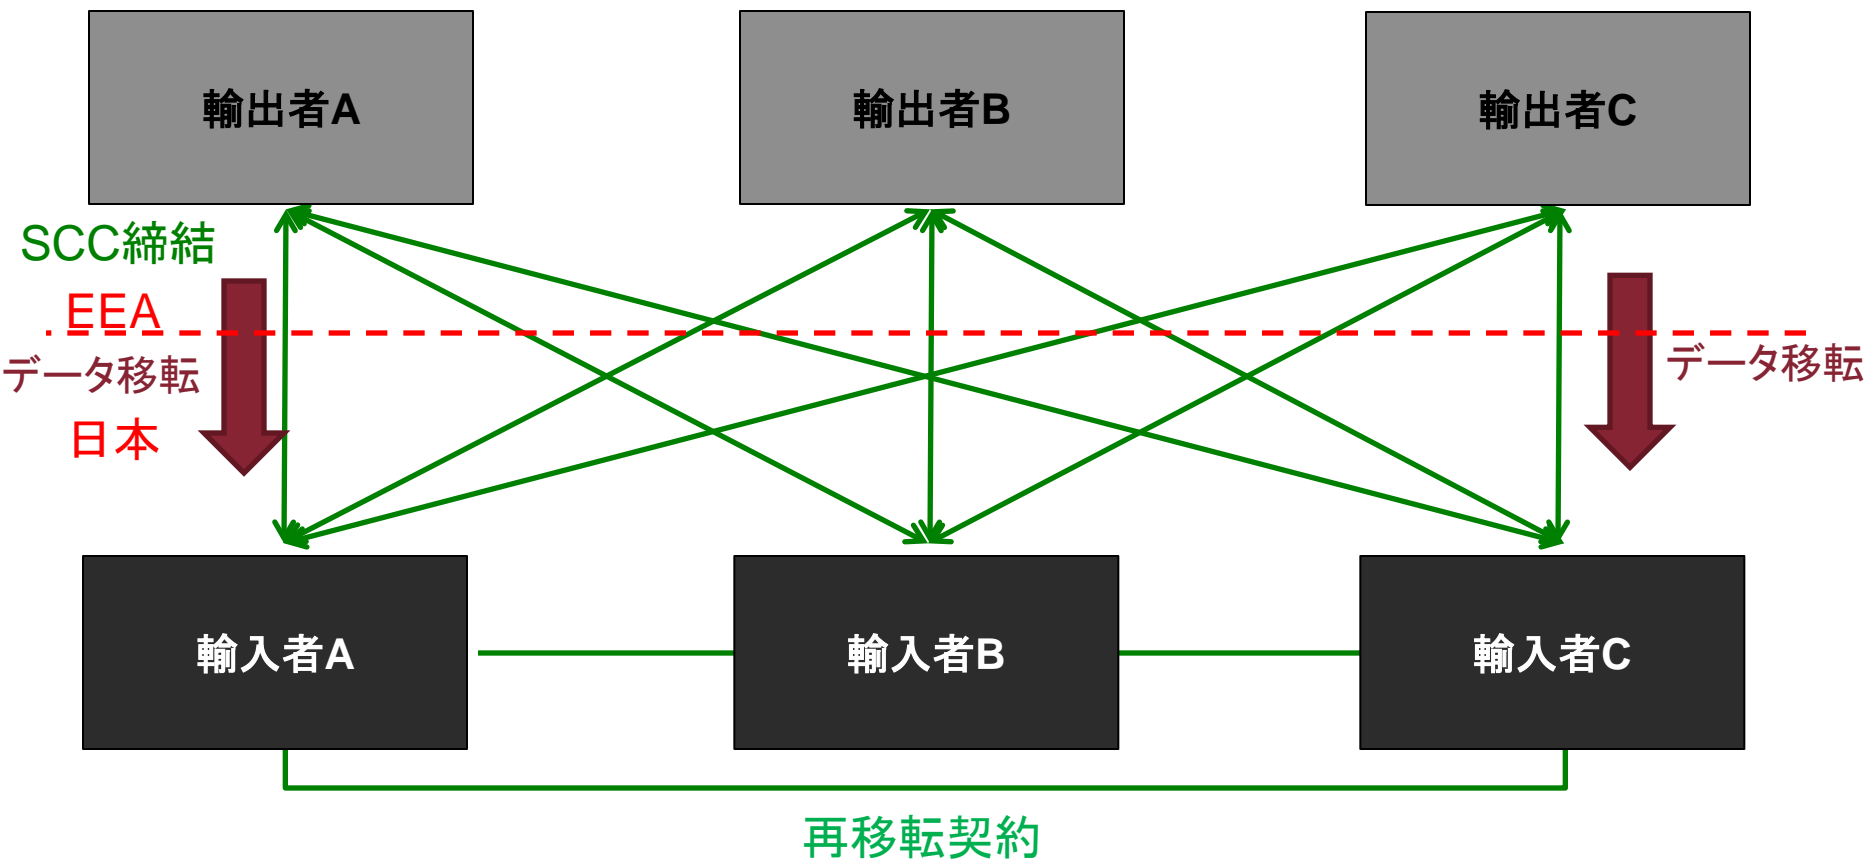 輸出者A
輸出者B
輸出者C
SCC締結
EEA
データ移転
データ移転
日本
輸入者A
輸入者B
輸入者C
再移転契約